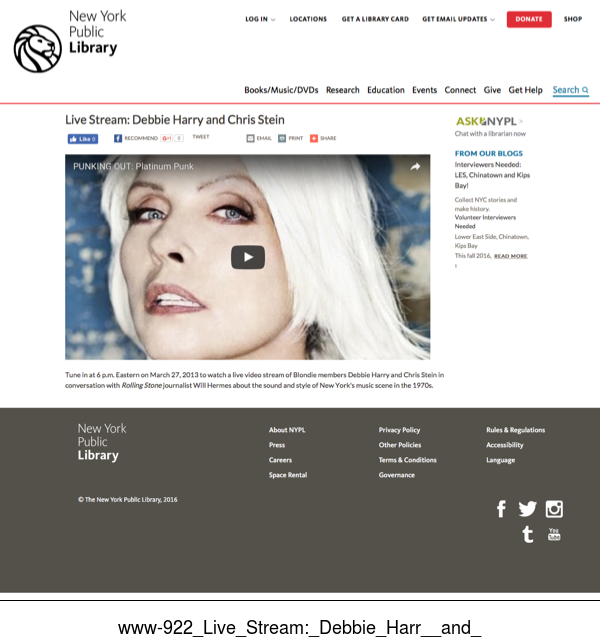 New York
Public
Library
LOG IN
LOCATIONS
GET A LIBRARY CARD
GET EMAIL UPDATES
DONATE
SHOP
Books/Music/DVDs
Research
Education
Events
Connect
Give
Get Help
Search
Live Stream: Debbie Harry and Chris Stein
Like 0
RECOMMEND
G+1
0
TWEET
EMAIL
PRINT
SHARE
PUNKING OUT: Platinum Punk
Tune in at 6 p.m. Eastern on March 27, 2013 to watch a live video stream of Blondie members Debbie Harry and Chris Stein in
conversation with Rolling Stone journalist Will Hermes about the sound and style of New York's music scene in the 1970s.
ASK NYPL >
Chat with a librarian now
FROM OUR BLOGS
Interviewers Needed:
LES, Chinatown and Kips
Bay!
Collect NYC stories and
make history.
Volunteer Interviewers
Needed
Lower East Side, Chinatown,
Kips Bay
This fall 2016, READ MORE
New York
Public
Library
About NYPL
Press
Careers
Space Rental
Privacy Policy
Other Policies
Terms & Conditions
Governance
Rules & Regulations
Accessibility
Language
© The New York Public Library, 2016
You
Tube
www-922_Live_Stream:_Debbie_Harr__and_